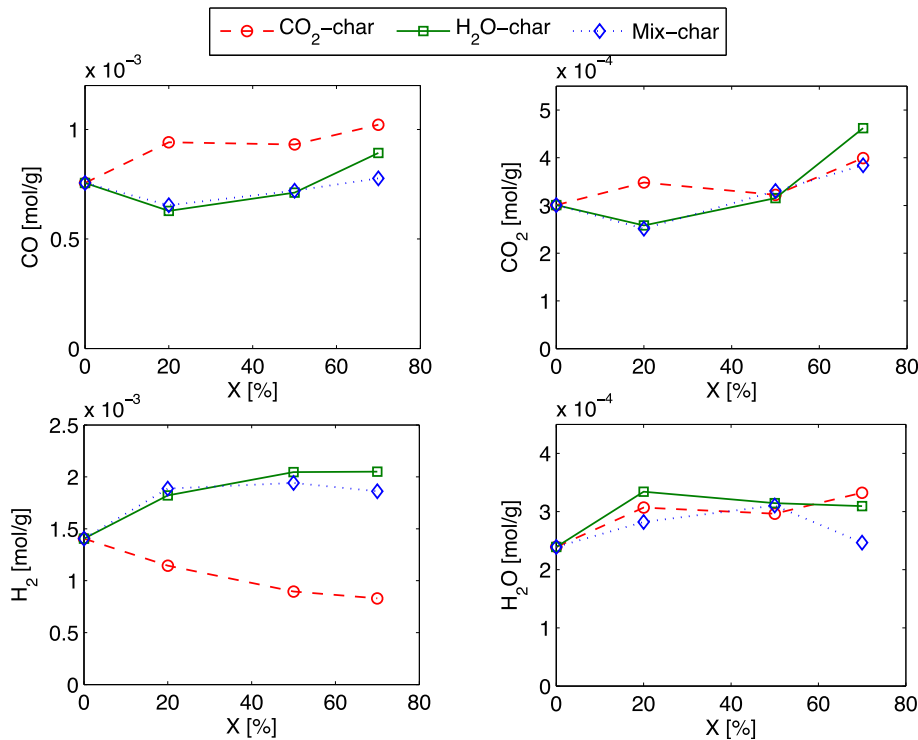 CO2-char H2O-char Mix-char
x 10^-3
CO [mol/g]
1
0.5
0
0 20 40 60 80
X [%]
x 10^-4
CO2 [mol/g]
5
4
3
2
1
0
0 20 40 60 80
X [%]
x 10^-3
H2 [mol/g]
2.5
2
1.5
1
0.5
0
0 20 40 60 80
X [%]
x 10^-4
H2O [mol/g]
4
3
2
1
0
0 20 40 60 80
X [%]